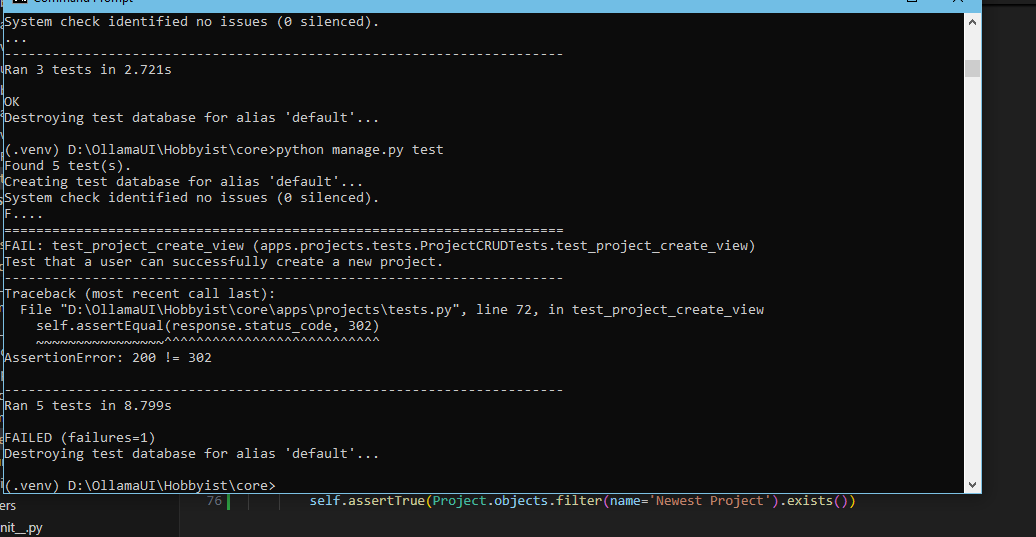 Command Prompt
System check identified no issues (0 silenced).
...
----------------------------------------------------------------------
Ran 3 tests in 2.721s
OK
Destroying test database for alias 'default'...
(.venv) D:\OllamaUI\Hobbyist\core>python manage.py test
Found 5 test(s).
Creating test database for alias 'default'...
System check identified no issues (0 silenced).
F....
======================================================================
FAIL: test_project_create_view (apps.projects.tests.ProjectCRUDTests.test_project_create_view)
Test that a user can successfully create a new project.
----------------------------------------------------------------------
Traceback (most recent call last):
  File "D:\OllamaUI\Hobbyist\core\apps\projects\tests.py", line 72, in test_project_create_view
    self.assertEqual(response.status_code, 302)
    ~~~~~~~~~~~~~~~~^^^^^^^^^^^^^^^^^^^^^^^^^^^
AssertionError: 200 != 302
----------------------------------------------------------------------
Ran 5 tests in 8.799s
FAILED (failures=1)
Destroying test database for alias 'default'...
(.venv) D:\OllamaUI\Hobbyist\core>
76 self.assertTrue(Project.objects.filter(name='Newest Project').exists())
ers
nit__.py